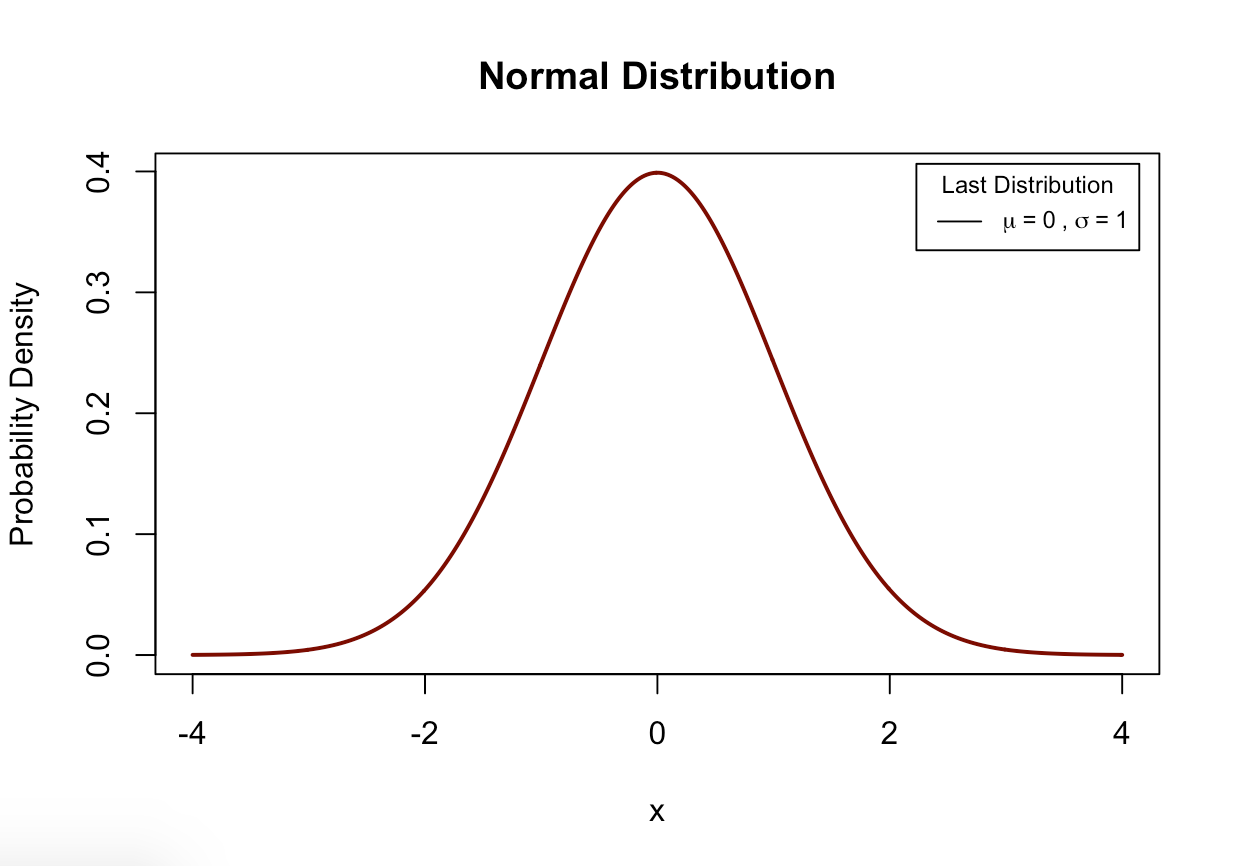 Normal Distribution
Last Distribution
μ = 0 , σ = 1
Probability Density
0.4
0.3
0.2
0.1
0.0
-4 -2 0 2 4
x